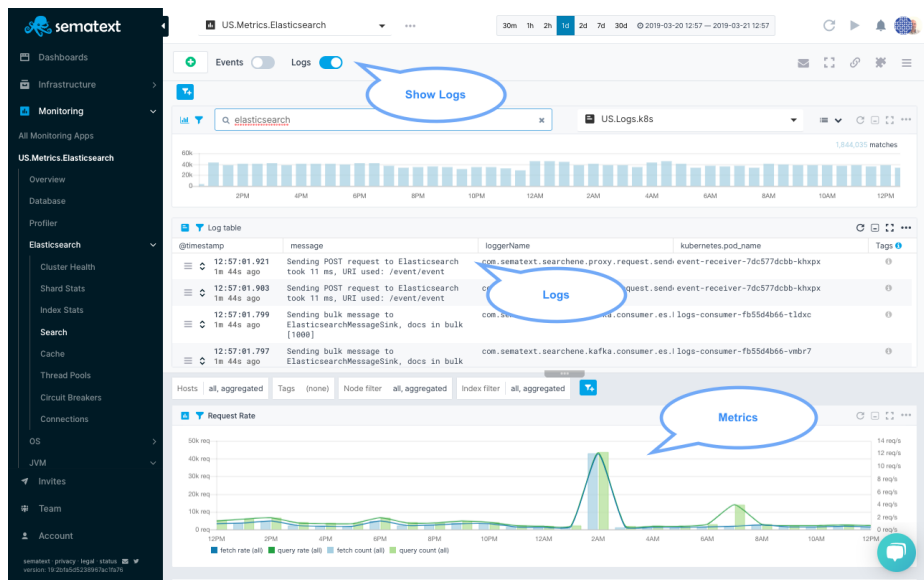 sematext
US.Metrics.Elasticsearch
30m 1h 2h 1d 2d 7d 30d 2019-03-20 12:57 — 2019-03-21 12:57
Dashboards
Infrastructure
Monitoring
All Monitoring Apps
US.Metrics.Elasticsearch
Overview
Database
Profiler
Elasticsearch
Cluster Health
Shard Stats
Index Stats
Search
Cache
Thread Pools
Circuit Breakers
Connections
OS
JVM
Invites
Team
Account
sematext · privacy · legal · status
Events
Logs
Show Logs
elasticsearch
US.Logs.k8s
1,644,035 matches
60k
40k
20k
0
2PM 4PM 6PM 8PM 10PM 12AM 2AM 4AM 6AM 8AM 10AM 12PM
Log table
@timestamp message loggerName kubernetes.pod_name Tags
12:57:01.921 Sending POST request to Elasticsearch com.sematext.searchene.proxy.request.send event-receiver-7dc577dcbb-khxpx
1m 44s ago took 11 ms, URI used: /event/event
12:57:01.903 Sending POST request to Elasticsearch quest.send event-receiver-7dc577dcbb-khxpx
1m 44s ago took 11 ms, URI used: /event/event
Logs
12:57:01.799 Sending bulk message to ka.consumer.es.l logs-consumer-fb55d4b66-tldxc
1m 44s ago ElasticsearchMessageSink, docs in bulk
[1000]
12:57:01.797 Sending bulk message to com.sematext.searchene.kafka.consumer.es.l logs-consumer-fb55d4b66-vmbr7
1m 44s ago ElasticsearchMessageSink, docs in bulk
Hosts all, aggregated Tags (none) Node filter all, aggregated Index filter all, aggregated
Request Rate
Metrics
50k req
40k req
30k req
20k req
10k req
0 req
14 req/s
12 req/s
10 req/s
8 req/s
6 req/s
4 req/s
2 req/s
0 req/s
12PM 2PM 4PM 6PM 8PM 10PM 12AM 2AM 4AM 6AM 8AM 10AM 12PM
fetch rate (all) query rate (all) fetch count (all) query count (all)